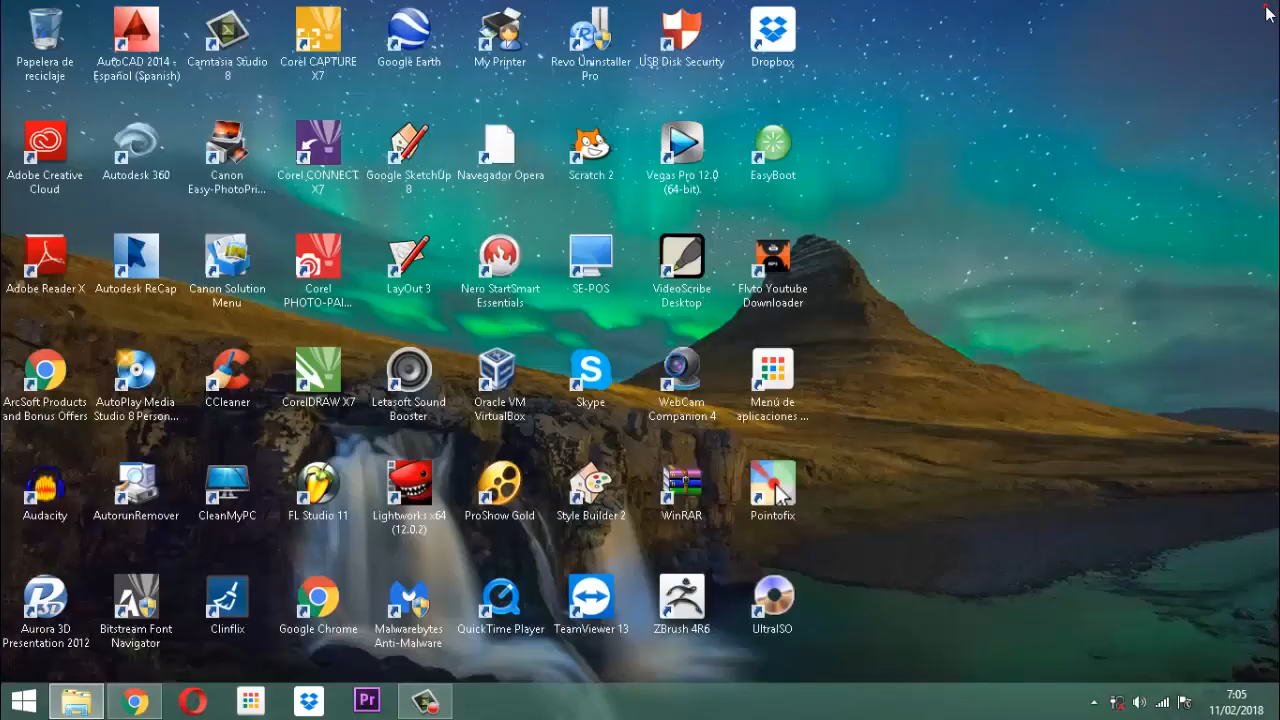 Papelera de
reciclaje
AutoCAD 2014 -
Español (Spanish)
Camtasia Studio
8
Corel CAPTURE
X7
Google Earth
My Printer
Revo Uninstaller
Pro
USB Disk Security
Dropbox
Adobe Creative
Cloud
Autodesk 360
Canon
Easy-PhotoPri...
Corel CONNECT
X7
Google SketchUp
8
Navegador Opera
Scratch 2
Vegas Pro 12.0
(64-bit)
EasyBoot
Adobe Reader X
Autodesk ReCap
Canon Solution
Menu
Corel
PHOTO-PAI...
LayOut 3
Nero StartSmart
Essentials
SE-POS
VideoScribe
Desktop
Flyto Youtube
Downloader
ArcSoft Products
and Bonus Offers
AutoPlay Media
Studio 8 Person...
CCleaner
CorelDRAW X7
Letasoft Sound
Booster
Oracle VM
VirtualBox
Skype
WebCam
Companion 4
Menú de
aplicaciones ...
Audacity
AutorunRemover
CleanMyPC
FL Studio 11
Lightworks x64
(12.0.2)
ProShow Gold
Style Builder 2
WinRAR
Pointofix
Aurora 3D
Presentation 2012
Bitstream Font
Navigator
Clinflix
Google Chrome
Malwarebytes
Anti-Malware
QuickTime Player
TeamViewer 13
ZBrush 4R6
UltraISO
Pr
7:05
11/02/2018